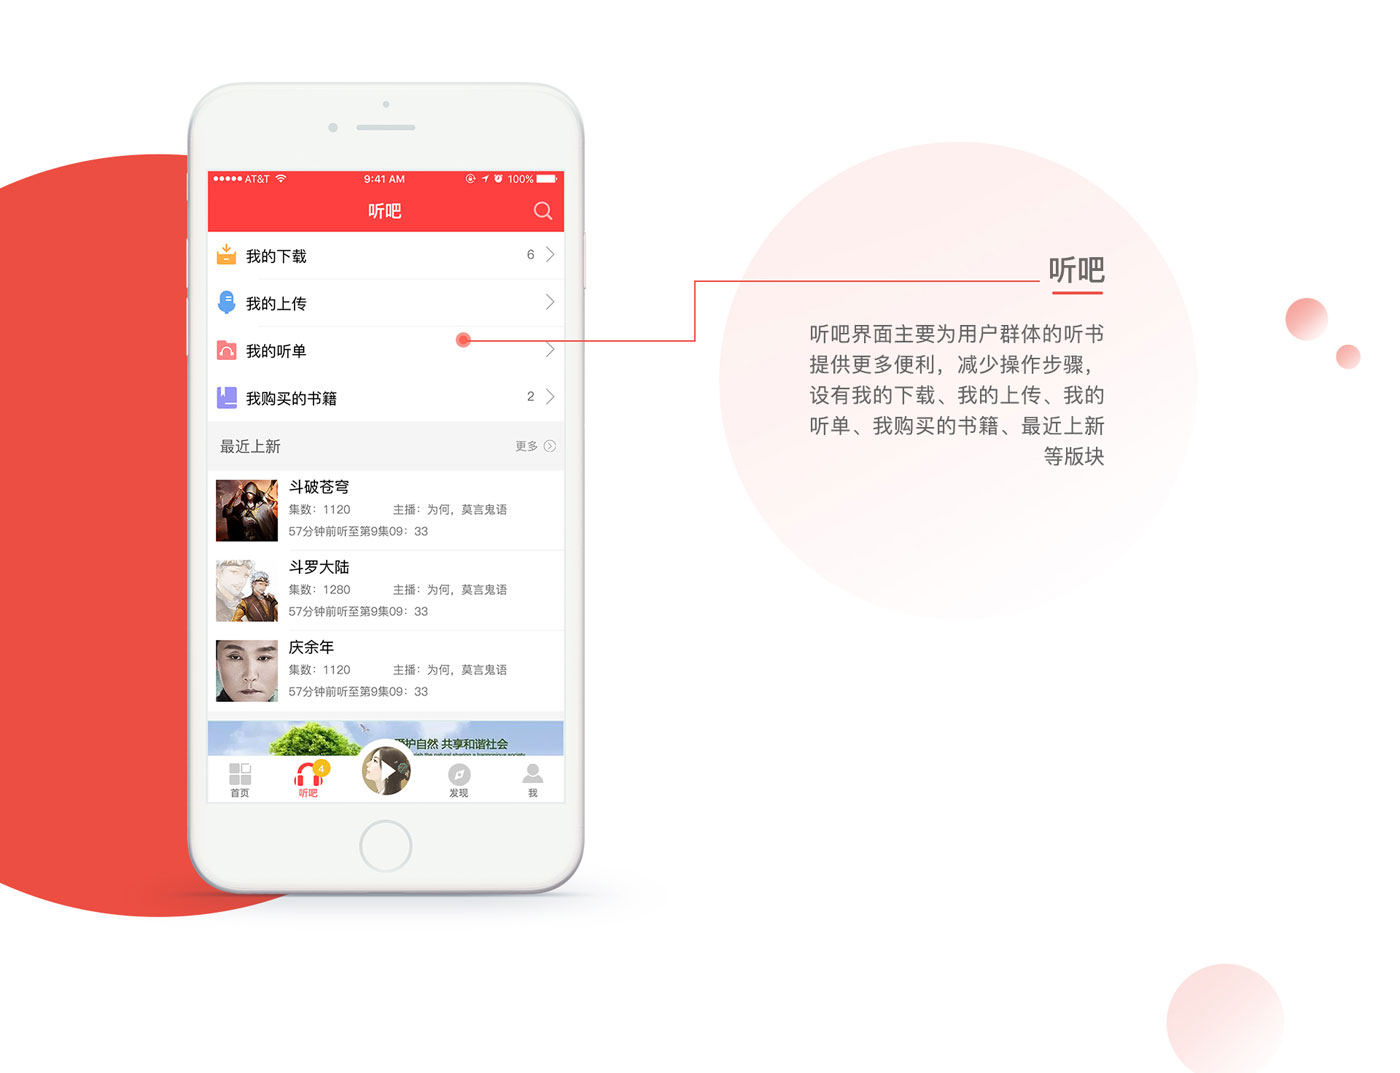 AT&T 9:41 AM 100%
听吧
我的下载 6
我的上传
我的听单
我购买的书籍 2
最近上新 更多
斗破苍穹
集数：1120 主播：为何，莫言鬼语
57分钟前听至第9集09：33
斗罗大陆
集数：1280 主播：为何，莫言鬼语
57分钟前听至第9集09：33
庆余年
集数：1120 主播：为何，莫言鬼语
57分钟前听至第9集09：33
爱护自然 共享和谐社会
the natural sharing a harmonious society
4
首页 听吧 发现 我
听吧
听吧界面主要为用户群体的听书
提供更多便利，减少操作步骤，
设有我的下载、我的上传、我的
听单、我购买的书籍、最近上新
等版块